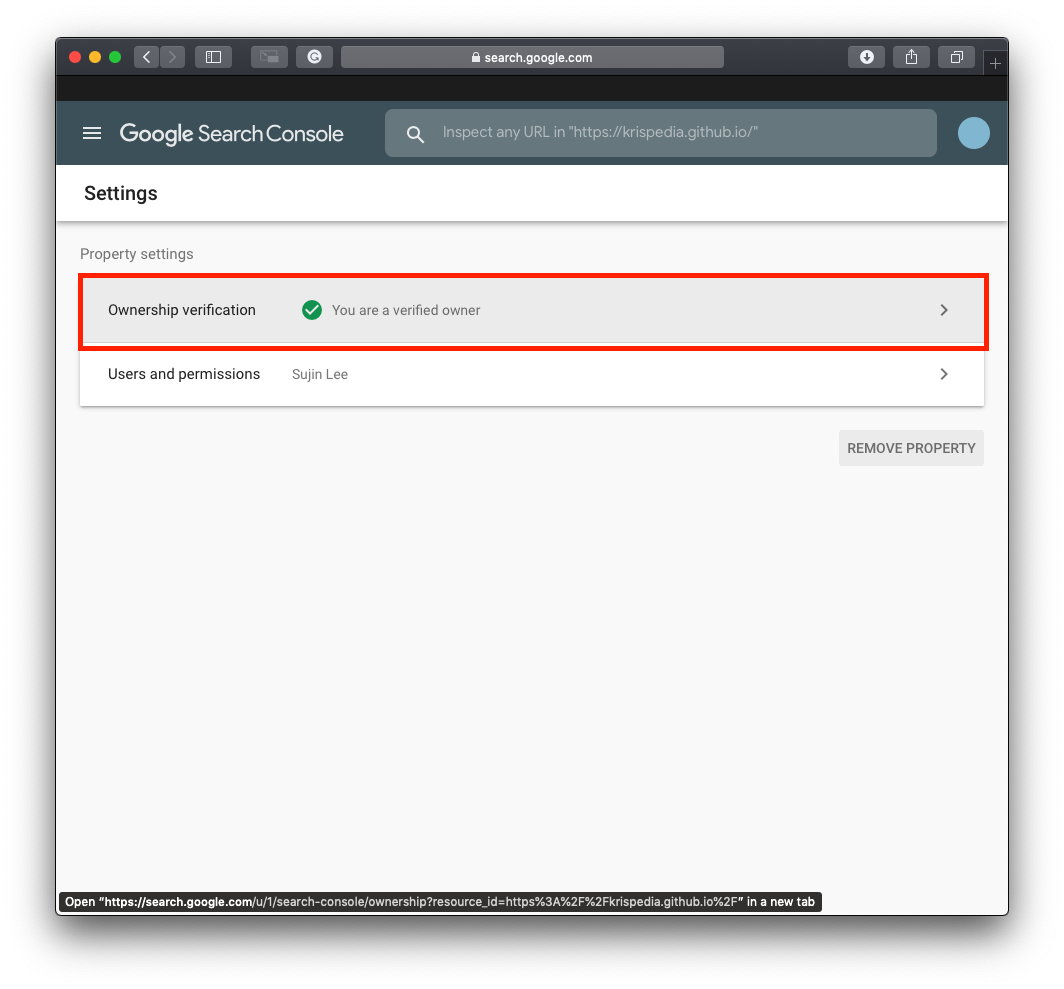 search.google.com
Google Search Console
Inspect any URL in "https://krispedia.github.io/"
Settings
Property settings
Ownership verification You are a verified owner
Users and permissions Sujin Lee
REMOVE PROPERTY
Open “https://search.google.com/u/1/search-console/ownership?resource_id=https%3A%2F%2Fkrispedia.github.io%2F” in a new tab